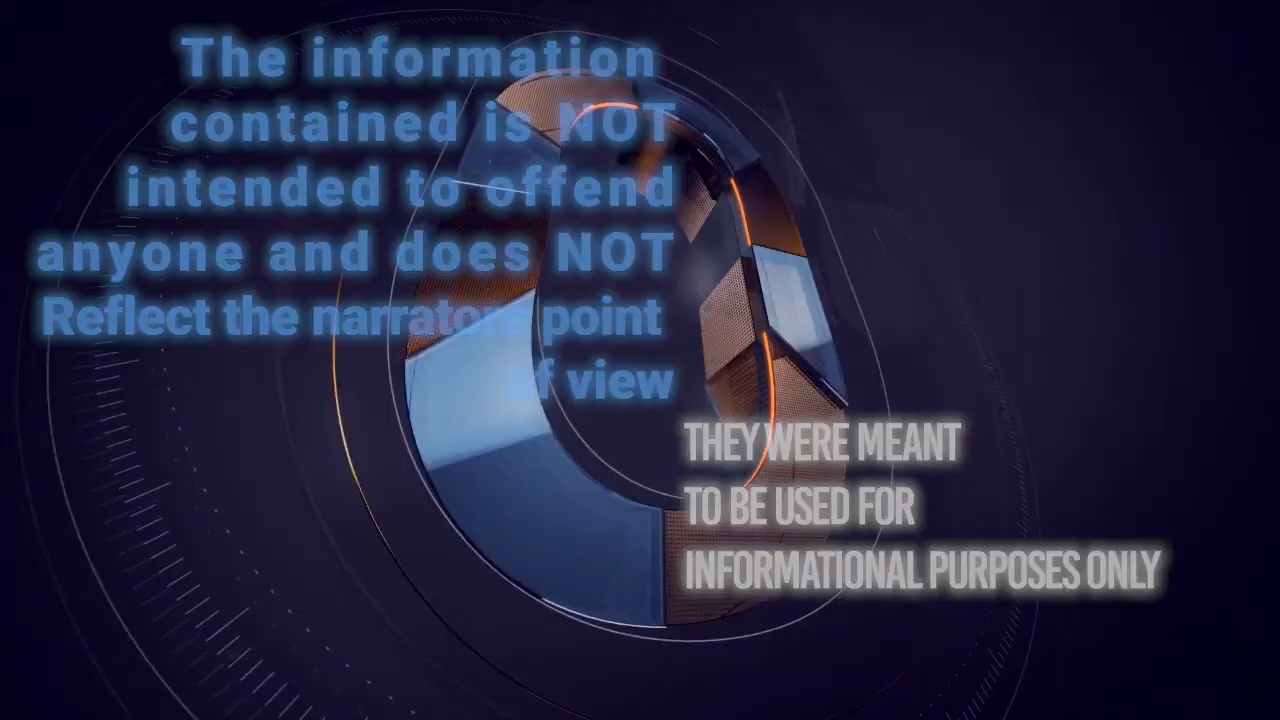 The information
contained is NOT
intended to offend
anyone and does NOT
Reflect the narrators point
of view
THEY WERE MEANT
TO BE USED FOR
INFORMATIONAL PURPOSES ONLY